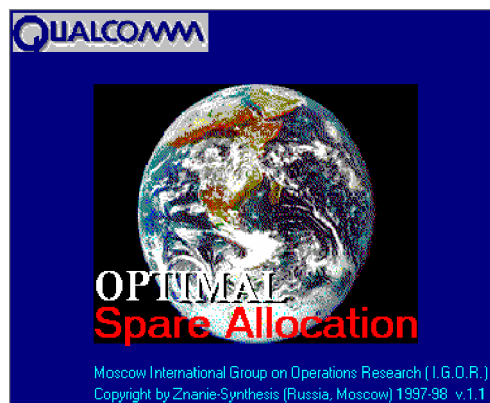 QUALCOMM
OPTIMAL
Spare Allocation
Moscow International Group on Operations Research ( I.G.O.R.)
Copyright by Znanie-Synthesis (Russia, Moscow) 1997-98 v.1.1